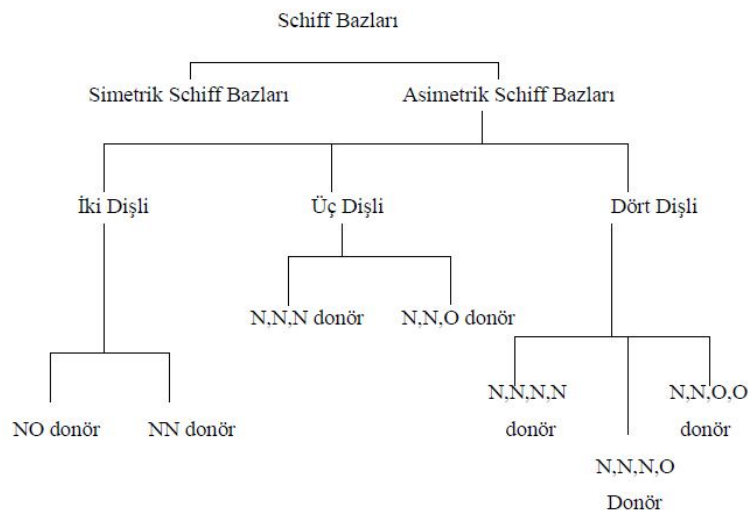 Schiff Bazları
Simetrik Schiff Bazları
Asimetrik Schiff Bazları
İki Dişli
Üç Dişli
Dört Dişli
N,N,N donör
N,N,O donör
NO donör
NN donör
N,N,N,N
donör
N,N,O,O
donör
N,N,N,O
Donör